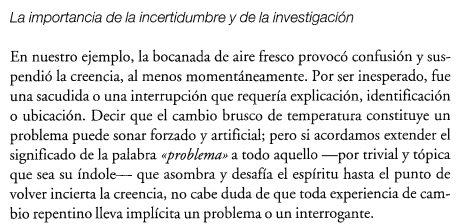 La importancia de la incertidumbre y de la investigación
En nuestro ejemplo, la bocanada de aire fresco provocó confusión y sus-
pendió la creencia, al menos momentáneamente. Por ser inesperado, fue
una sacudida o una interrupción que requería explicación, identificación
o ubicación. Decir que el cambio brusco de temperatura constituye un
problema puede sonar forzado y artificial; pero si acordamos extender el
significado de la palabra «problema» a todo aquello —por trivial y tópica
que sea su índole— que asombra y desafía el espíritu hasta el punto de
volver incierta la creencia, no cabe duda de que toda experiencia de cam-
bio repentino lleva implícita un problema o un interrogante.